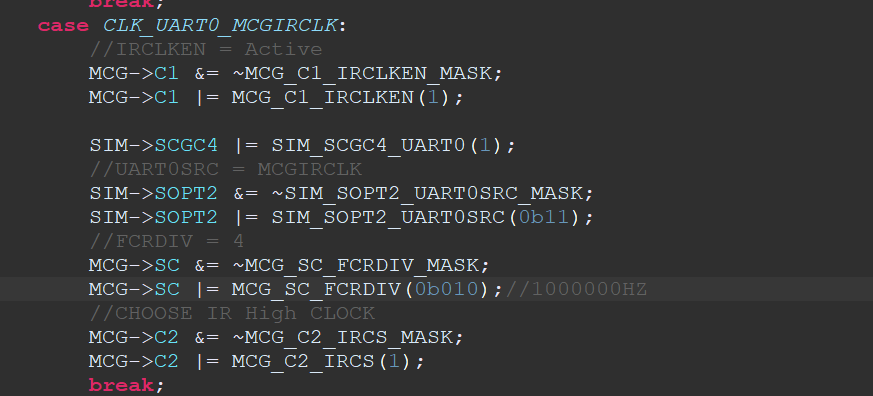 break;
case CLK_UART0_MCGIRCLK:
//IRCLKEN = Active
MCG->C1 &= ~MCG_C1_IRCLKEN_MASK;
MCG->C1 |= MCG_C1_IRCLKEN(1);
SIM->SCGC4 |= SIM_SCGC4_UART0(1);
//UART0SRC = MCGIRCLK
SIM->SOPT2 &= ~SIM_SOPT2_UART0SRC_MASK;
SIM->SOPT2 |= SIM_SOPT2_UART0SRC(0b11);
//FCRDIV = 4
MCG->SC &= ~MCG_SC_FCRDIV_MASK;
MCG->SC |= MCG_SC_FCRDIV(0b010);//1000000HZ
//CHOOSE IR High CLOCK
MCG->C2 &= ~MCG_C2_IRCS_MASK;
MCG->C2 |= MCG_C2_IRCS(1);
break;